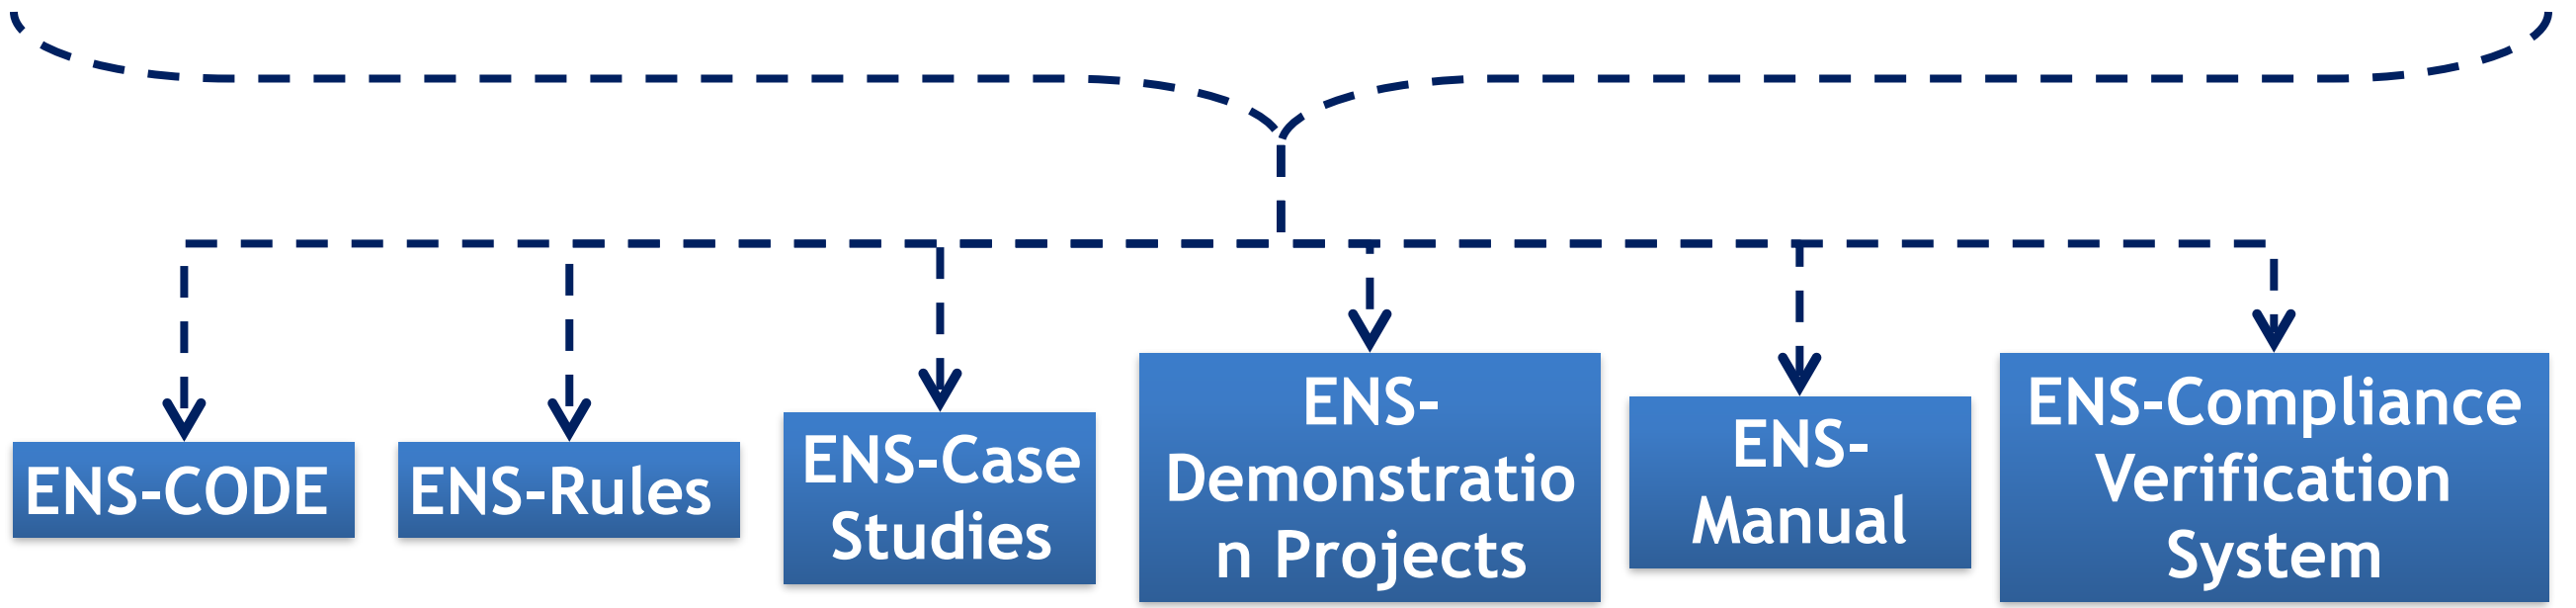 ENS-CODE
ENS-Rules
ENS-Case
Studies
ENS-
Demonstratio
n Projects
ENS-
Manual
ENS-Compliance
Verification
System